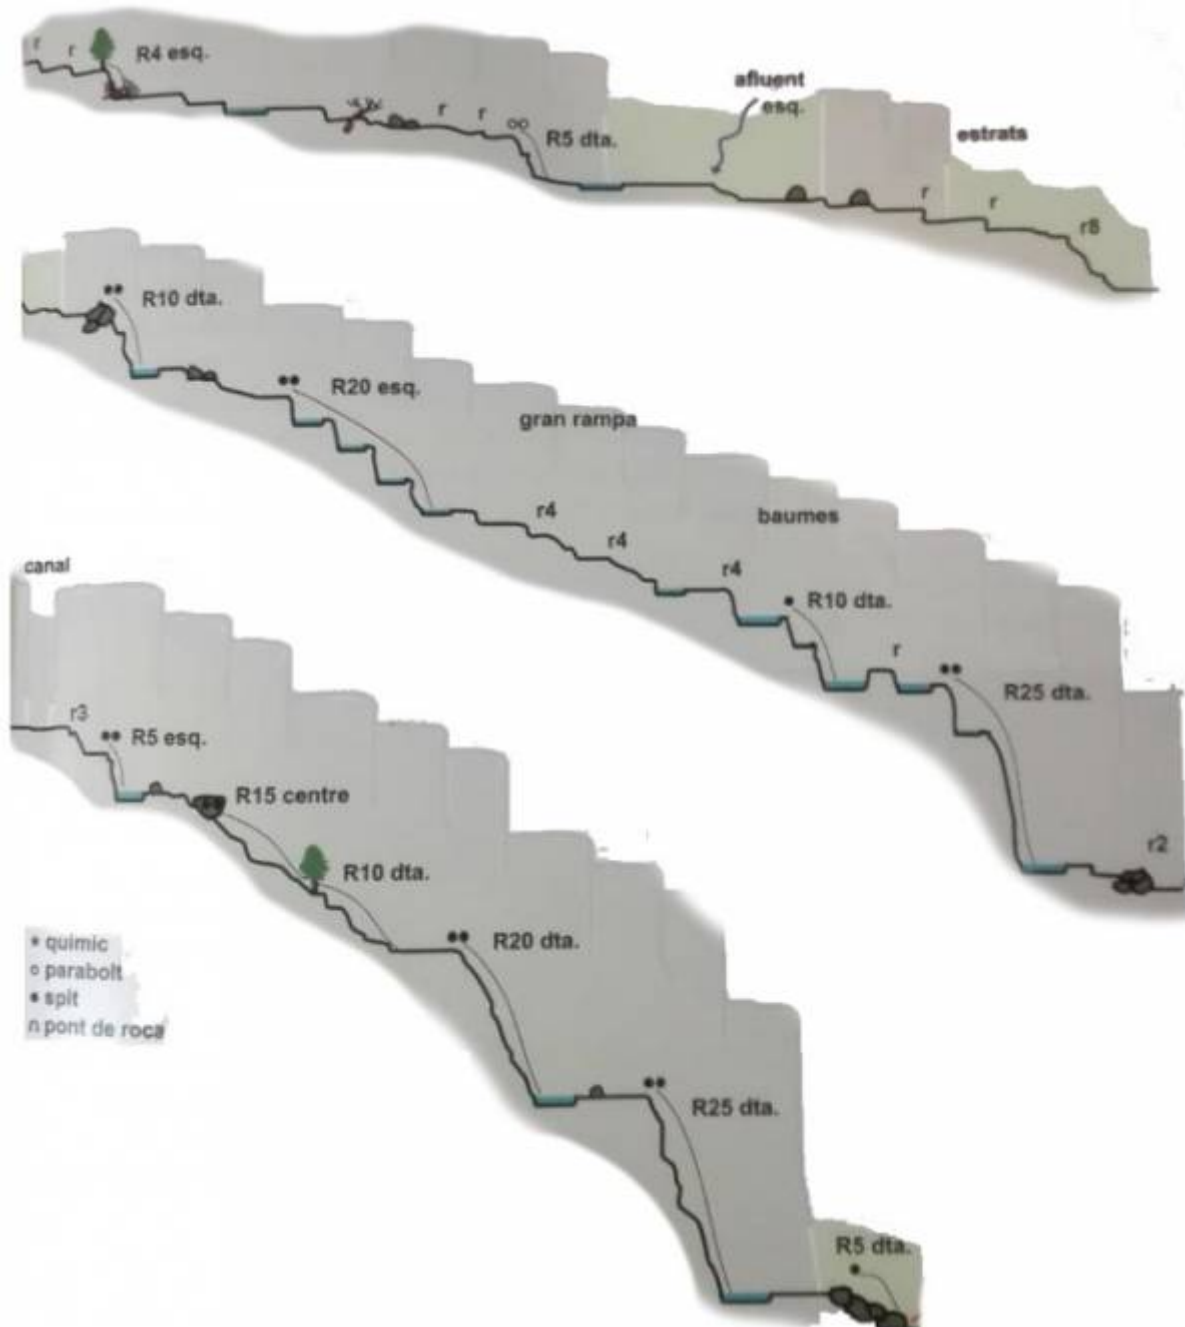 r
r
R4 esq.
r
r
R5 dta.
afluent
esq.
estrats
r
r
r8
R10 dta.
R20 esq.
gran rampa
r4
r4
baumes
r4
R10 dta.
r
R25 dta.
r2
canal
r3
R5 esq.
R15 centre
R10 dta.
R20 dta.
R25 dta.
R5 dta.
* quimic
o parabolt
• spit
n pont de roca